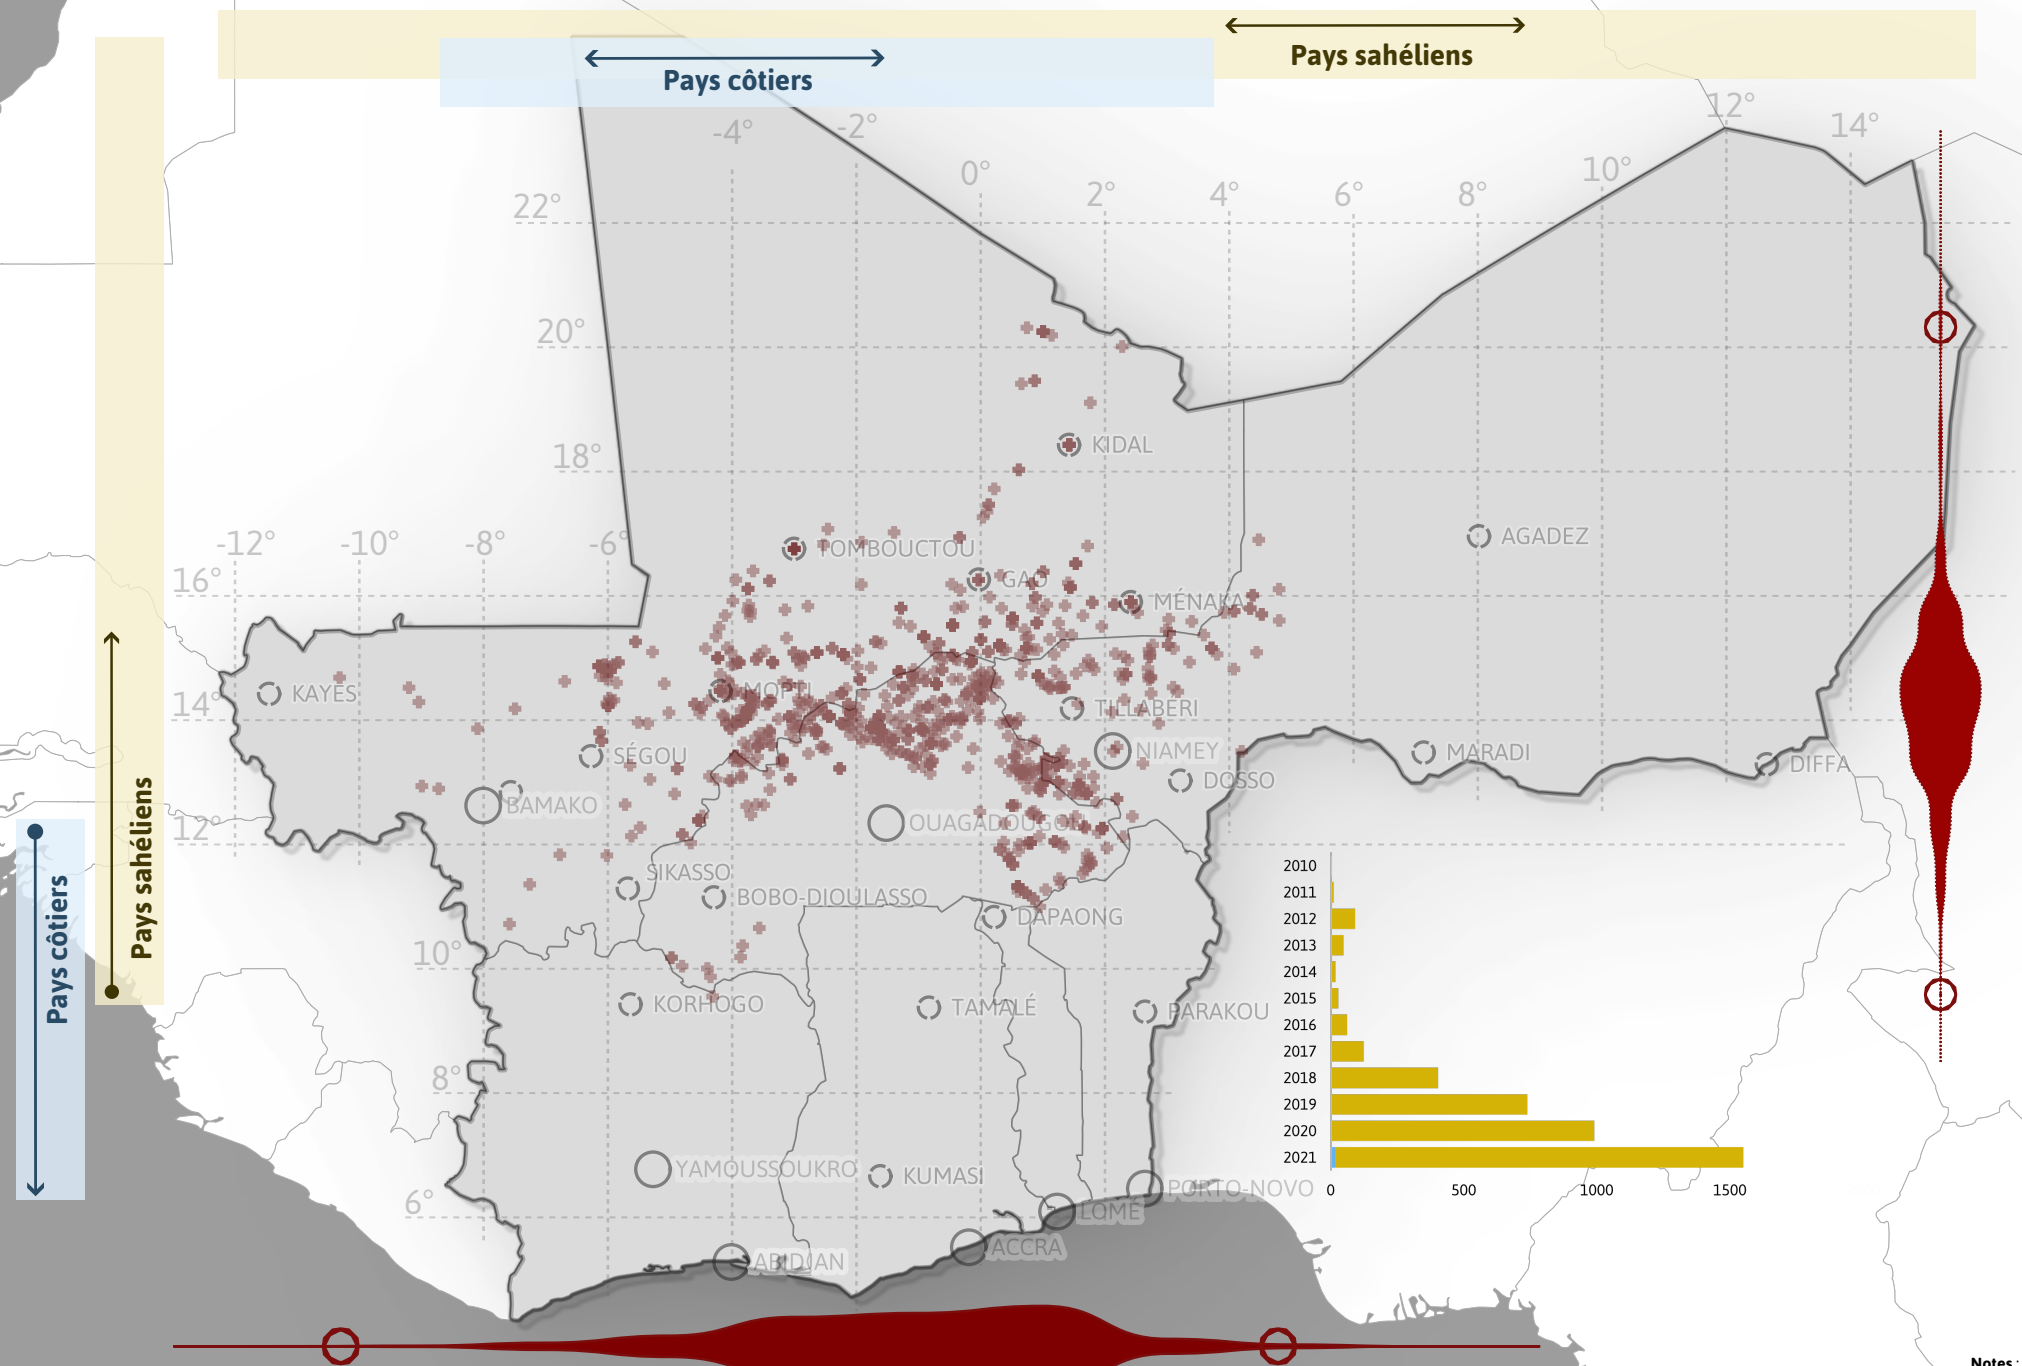 Pays sahéliens
Pays côtiers
12°
14°
-4°
-2°
0°
2°
4°
6°
8°
10°
22°
20°
18°
KIDAL
-12°
-10°
-8°
-6°
TOMBOUCTOU
AGADEZ
16°
GAO
MÉNAKA
14°
KAYES
MOPTI
TILLABÉRI
SÉGOU
NIAMEY
MARADI
DIFFA
DOSSO
BAMAKO
12°
OUAGADOUGOU
SIKASSO
BOBO-DIOULASSO
DAPAONG
Pays sahéliens
Pays côtiers
10°
KORHOGO
TAMALÉ
PARAKOU
8°
YAMOUSSOUKRO
KUMASI
PORTO-NOVO
6°
LOMÉ
ACCRA
ABIDJAN
2010
2011
2012
2013
2014
2015
2016
2017
2018
2019
2020
2021
0 500 1000 1500
Notes :